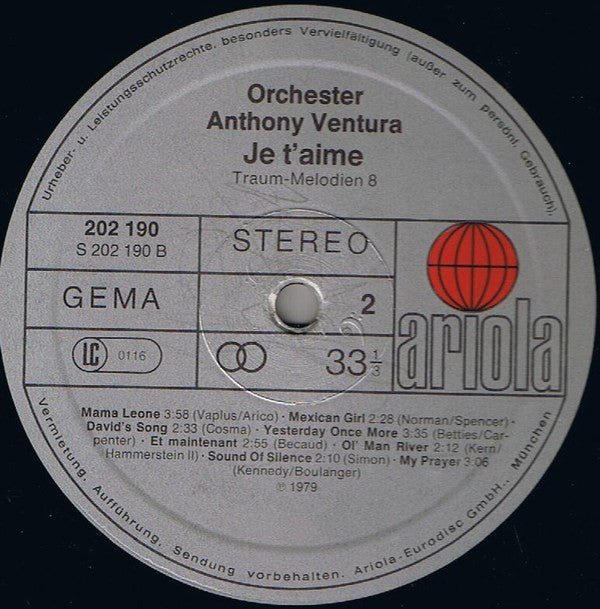 Urheber- u. Leistungsschutzrechte, besonders Vervielfältigung (außer zum persönl. Gebrauch),
Orchester
Anthony Ventura
Je t'aime
Traum-Melodien 8
202 190
S 202 190 B
STEREO
GEMA
2
LC 0116
33 1/3
ariola
Mama Leone 3:58 (Vaplus/Arico) · Mexican Girl 2:28 (Norman/Spencer) ·
David's Song 2:33 (Cosma) · Yesterday Once More 3:35 (Betties/Car-
penter) · Et maintenant 2:55 (Becaud) · Ol' Man River 2:12 (Kern/
Hammerstein II) · Sound Of Silence 2:10 (Simon) · My Prayer 3:06
(Kennedy/Boulanger)
℗ 1979
Vermietung, Aufführung, Sendung vorbehalten. Ariola-Eurodisc GmbH., München